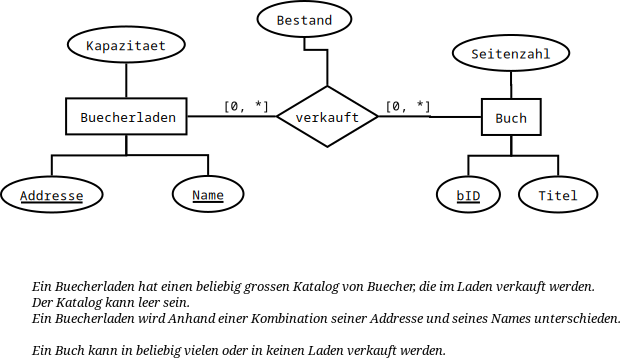 Bestand
Kapazitaet
Seitenzahl
[0, *]
[0, *]
Buecherladen
verkauft
Buch
Addresse
Name
bID
Titel
Ein Buecherladen hat einen beliebig grossen Katalog von Buecher, die im Laden verkauft werden.
Der Katalog kann leer sein.
Ein Buecherladen wird Anhand einer Kombination seiner Addresse und seines Names unterschieden.
Ein Buch kann in beliebig vielen oder in keinen Laden verkauft werden.